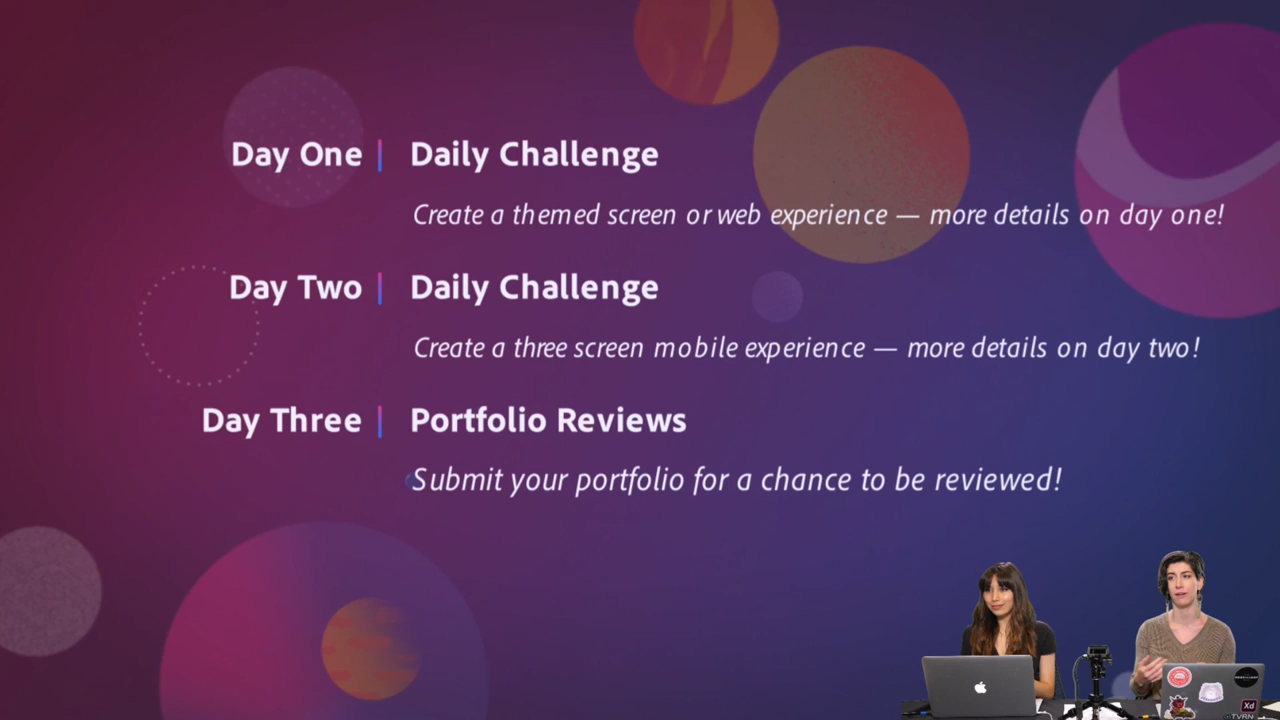 Day One | Daily Challenge
Create a themed screen or web experience — more details on day one!
Day Two | Daily Challenge
Create a three screen mobile experience — more details on day two!
Day Three | Portfolio Reviews
Submit your portfolio for a chance to be reviewed!
Xd